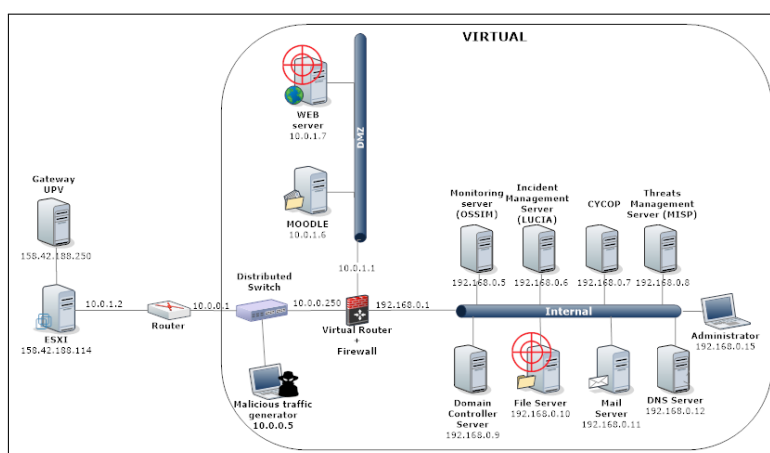 VIRTUAL
WEB
server
10.0.1.7
DMZ
MOODLE
10.0.1.6
10.0.1.1
Gateway
UPV
158.42.188.250
ESXI
158.42.188.114
10.0.1.2
Router
10.0.0.1
Distributed
Switch
10.0.0.250
Malicious traffic
generator
10.0.0.5
Virtual Router
+
Firewall
192.168.0.1
Monitoring
server
(OSSIM)
192.168.0.5
Incident
Management
Server
(LUCIA)
192.168.0.6
CYCOP
192.168.0.7
Threats
Management
Server (MISP)
192.168.0.8
Internal
Administrator
192.168.0.15
Domain
Controller
Server
192.168.0.9
File Server
192.168.0.10
Mail
Server
192.168.0.11
DNS Server
192.168.0.12